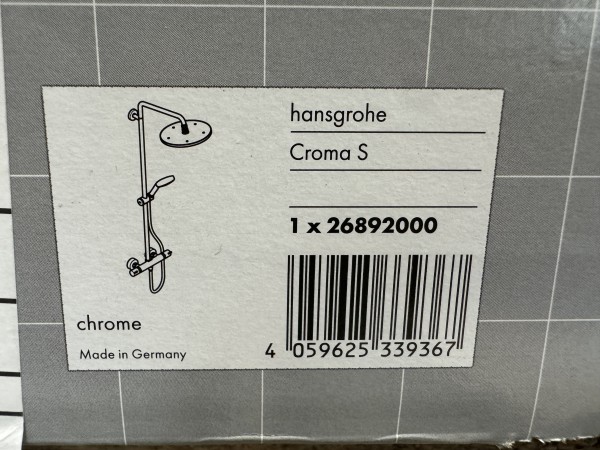 hansgrohe
Croma S
1 x 26892000
chrome
Made in Germany
4 059625 339367